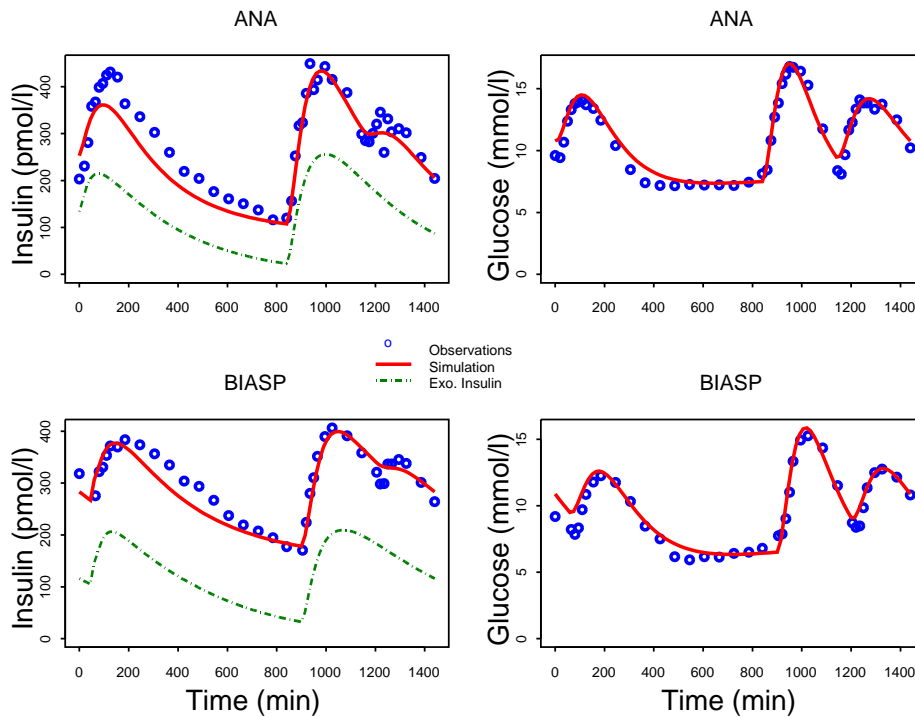 ANA
Insulin (pmol/l)
0 100 200 300 400
0 200 400 600 800 1000 1200 1400
ANA
Glucose (mmol/l)
0 5 10 15
0 200 400 600 800 1000 1200 1400
o Observations
Simulation
Exo. Insulin
BIASP
Insulin (pmol/l)
0 100 200 300 400
0 200 400 600 800 1000 1200 1400
Time (min)
BIASP
Glucose (mmol/l)
0 5 10 15
0 200 400 600 800 1000 1200 1400
Time (min)